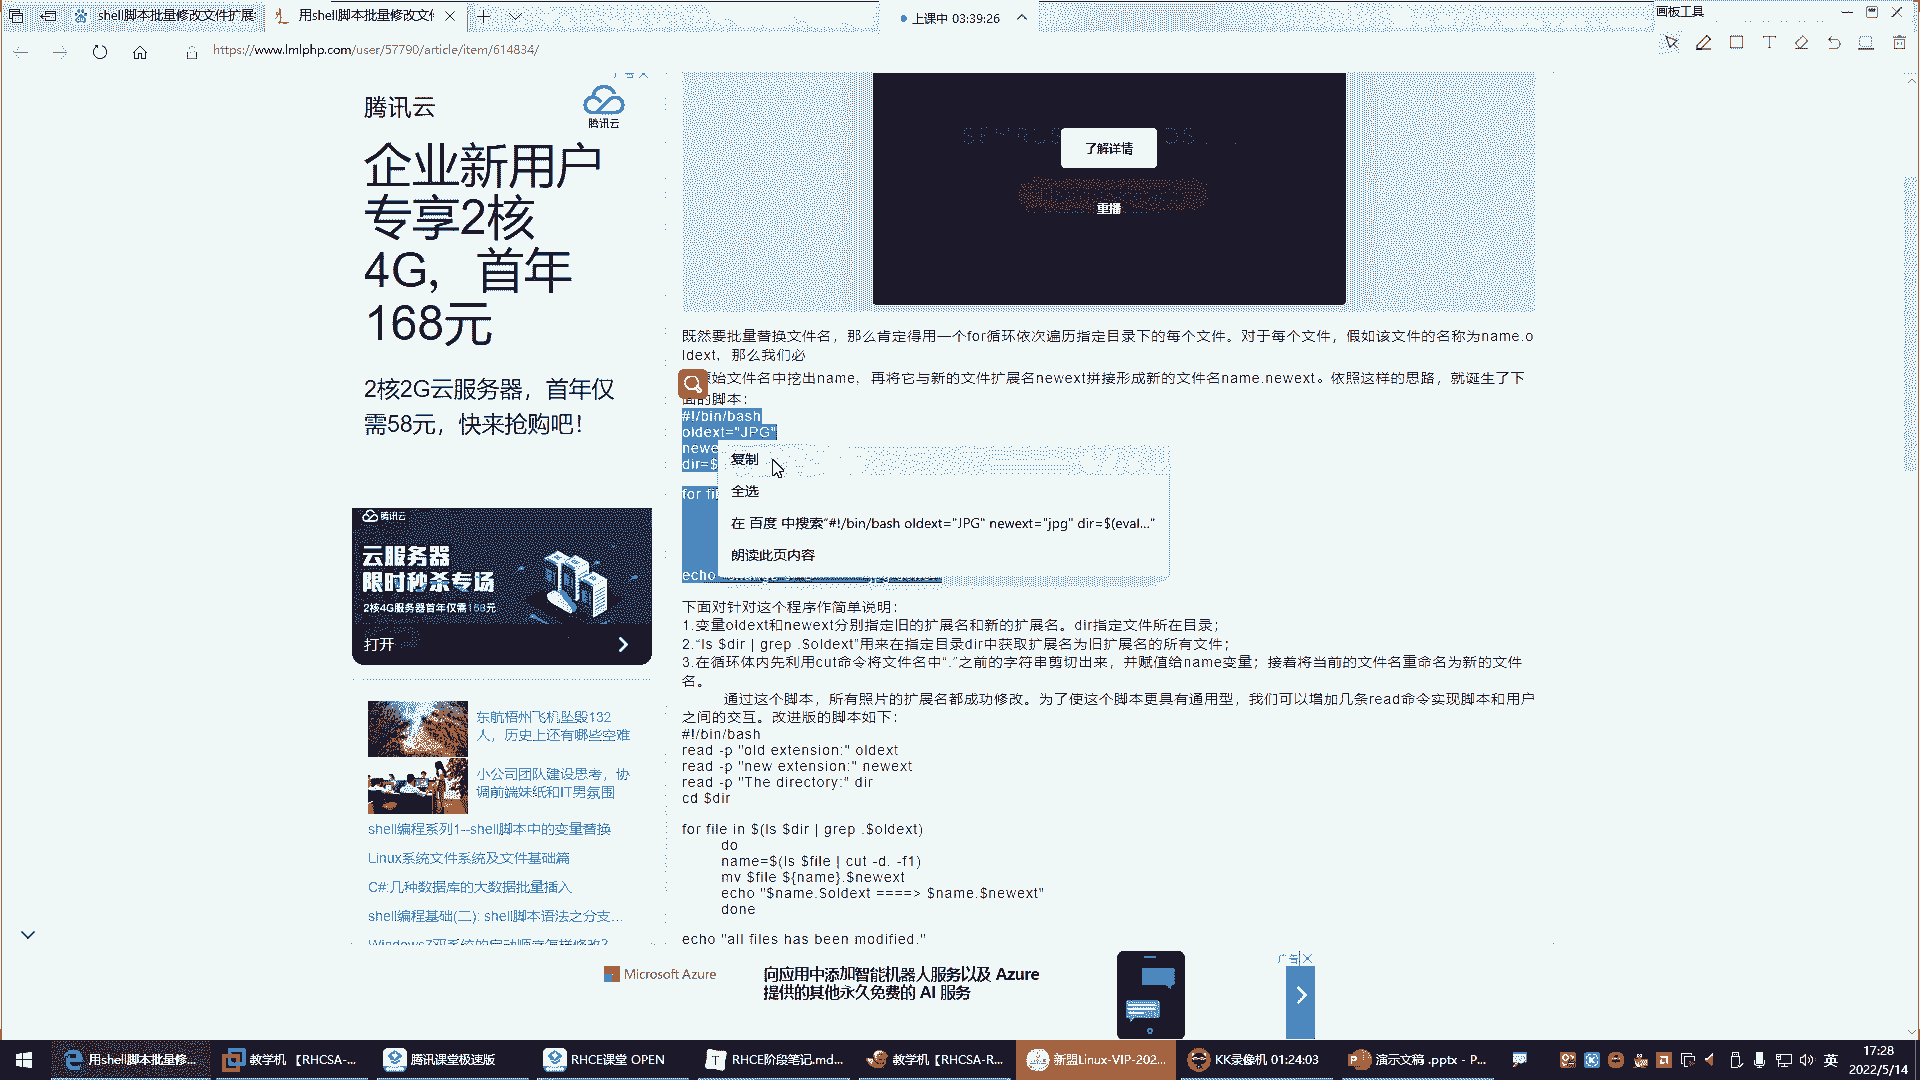 shell脚本批量修改文件扩展
用shell脚本批量修改文
上课中 03:39:26
画板工具
https://www.lmlphp.com/user/57790/article/item/614834/
腾讯云
腾讯云
企业新用户
专享2核
4G，首年
168元
2核2G云服务器，首年仅
需58元，快来抢购吧！
腾讯云
云服务器
限时秒杀专场
2核4G服务器首年仅需168元
打开
东航梧州飞机坠毁132
人，历史上还有哪些空难
小公司团队建设思考，协
调前端妹纸和IT男氛围
shell编程系列1--shell脚本中的变量替换
Linux系统文件系统及文件基础篇
C#:几种数据库的大数据批量插入
shell编程基础(二): shell脚本语法之分支...
Windows7双系统的启动顺序怎样修改?
了解详情
重播
既然要批量替换文件名，那么肯定得用一个for循环依次遍历指定目录下的每个文件。对于每个文件，假如该文件的名称为name.o
ldext，那么我们必
原始文件名中挖出name，再将它与新的文件扩展名newext拼接形成新的文件名name.newext。依照这样的思路，就诞生了下
面的脚本：
#!/bin/bash
oldext="JPG"
newe
dir=$
for fil
echo
复制
全选
在 百度 中搜索"#!/bin/bash oldext="JPG" newext="jpg" dir=$(eval..."
朗读此页内容
下面对针对这个程序作简单说明：
1.变量oldext和newext分别指定旧的扩展名和新的扩展名。dir指定文件所在目录；
2."ls $dir | grep .$oldext"用来在指定目录dir中获取扩展名为旧扩展名的所有文件；
3.在循环体内先利用cut命令将文件名中"."之前的字符串剪切出来，并赋值给name变量；接着将当前的文件名重命名为新的文件
名。
通过这个脚本，所有照片的扩展名都成功修改。为了使这个脚本更具有通用型，我们可以增加几条read命令实现脚本和用户
之间的交互。改进版的脚本如下：
#!/bin/bash
read -p "old extension:" oldext
read -p "new extension:" newext
read -p "The directory:" dir
cd $dir
for file in $(ls $dir | grep .$oldext)
do
name=$(ls $file | cut -d. -f1)
mv $file ${name}.$newext
echo "$name.$oldext ====> $name.$newext"
done
echo "all files has been modified."
Microsoft Azure
向应用中添加智能机器人服务以及 Azure
提供的其他永久免费的 AI 服务
广告
用shell脚本批量修...
教学机 【RHCSA-...
腾讯课堂极速版
RHCE课堂 OPEN
RHCE阶段笔记.md...
教学机【RHCSA-R...
新盟Linux-VIP-202...
KK录像机 01:24:03
演示文稿 .pptx - P...
英
17:28
2022/5/14